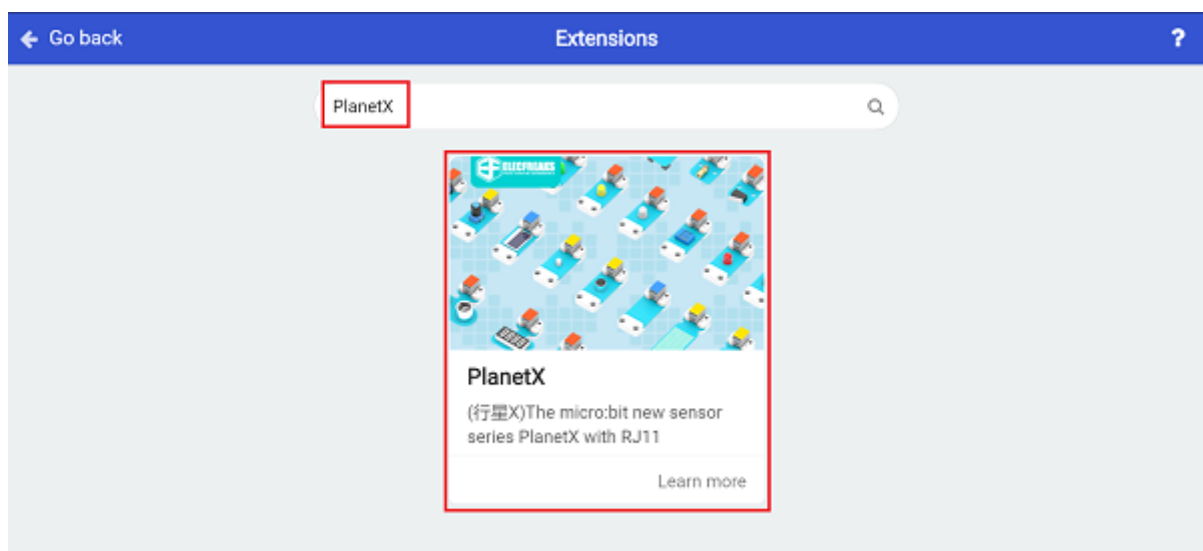 Go back
Extensions
?
PlanetX
ELECFREAKS
PlanetX
(行星X)The micro:bit new sensor
series PlanetX with RJ11
Learn more